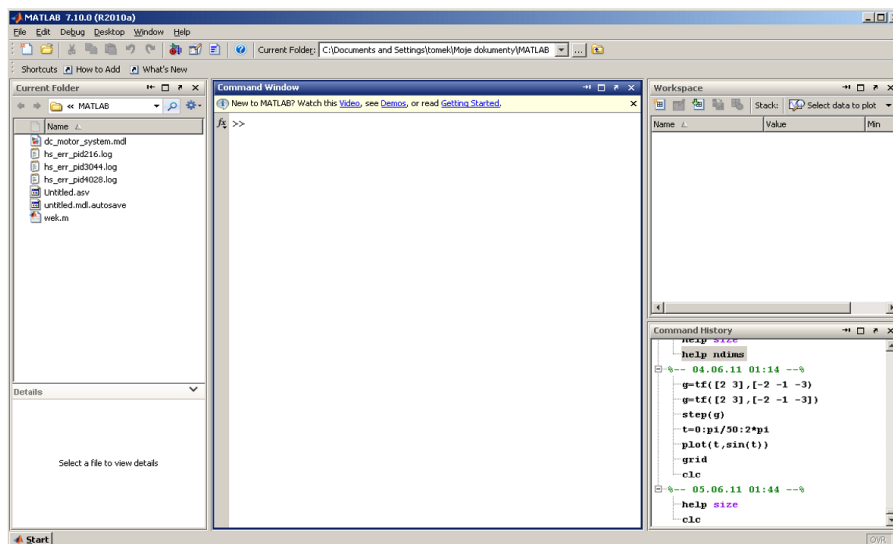 MATLAB 7.10.0 (R2010a)
File Edit Debug Desktop Window Help
Current Folder: C:\Documents and Settings\tomek\Moje dokumenty\MATLAB
Shortcuts How to Add What's New
Current Folder
« MATLAB
Name
dc_motor_system.mdl
hs_err_pid216.log
hs_err_pid3044.log
hs_err_pid4028.log
Untitled.asv
untitled.mdl.autosave
wek.m
Details
Select a file to view details
Command Window
New to MATLAB? Watch this Video, see Demos, or read Getting Started.
fx >>
Workspace
Stack: Select data to plot
Name Value Min
Command History
help size
help ndims
%-- 04.06.11 01:14 --%
g=tf([2 3],[-2 -1 -3)
g=tf([2 3],[-2 -1 -3])
step(g)
t=0:pi/50:2*pi
plot(t,sin(t))
grid
clc
%-- 05.06.11 01:44 --%
help size
clc
Start
OVR